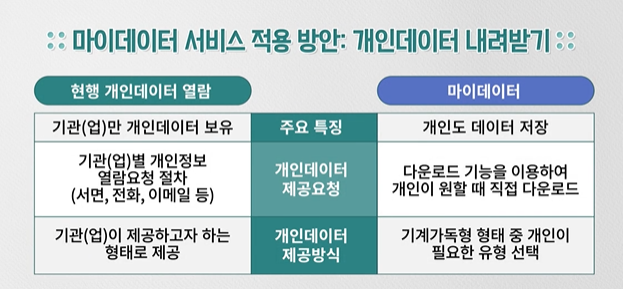 마이데이터 서비스 적용 방안: 개인데이터 내려받기
현행 개인데이터 열람
마이데이터
기관(업)만 개인데이터 보유
주요 특징
개인도 데이터 저장
기관(업)별 개인정보
열람요청 절차
(서면, 전화, 이메일 등)
개인데이터
제공요청
다운로드 기능을 이용하여
개인이 원할 때 직접 다운로드
기관(업)이 제공하고자 하는
형태로 제공
개인데이터
제공방식
기계가독형 형태 중 개인이
필요한 유형 선택